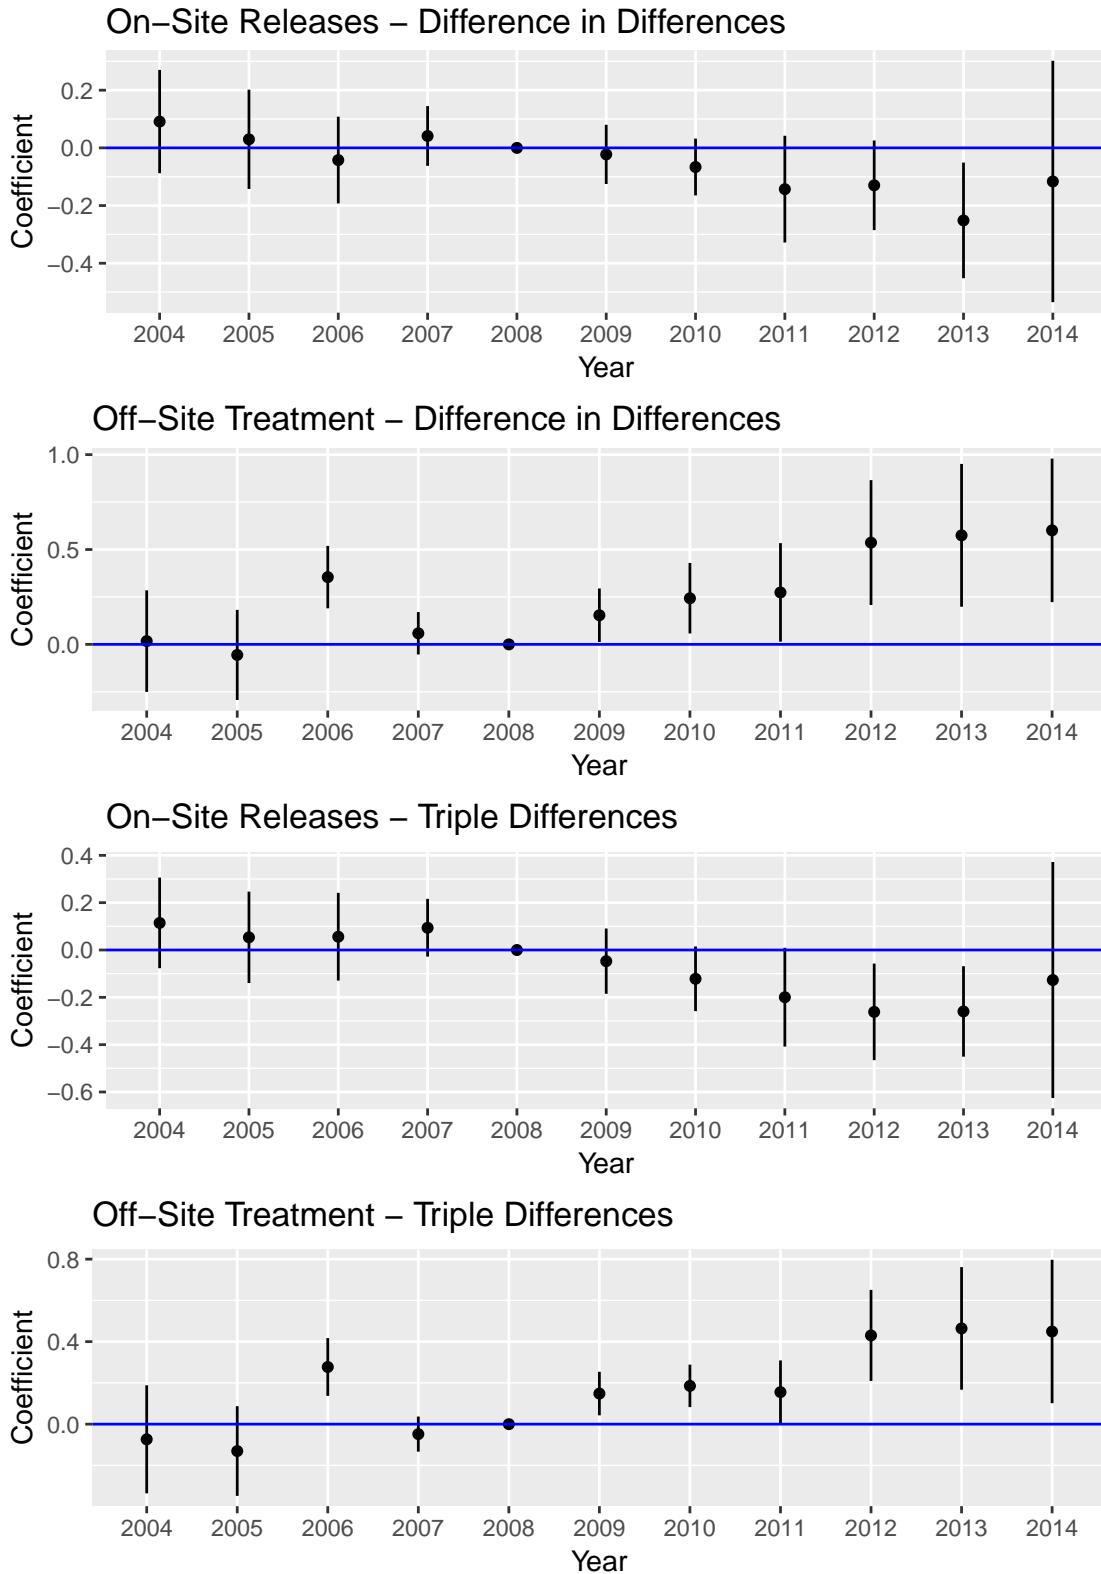 On−Site Releases − Difference in Differences
0.2
0.0
−0.2
−0.4
Coefficient
2004 2005 2006 2007 2008 2009 2010 2011 2012 2013 2014
Year
Off−Site Treatment − Difference in Differences
1.0
0.5
0.0
Coefficient
2004 2005 2006 2007 2008 2009 2010 2011 2012 2013 2014
Year
On−Site Releases − Triple Differences
0.4
0.2
0.0
−0.2
−0.4
−0.6
Coefficient
2004 2005 2006 2007 2008 2009 2010 2011 2012 2013 2014
Year
Off−Site Treatment − Triple Differences
0.8
0.4
0.0
Coefficient
2004 2005 2006 2007 2008 2009 2010 2011 2012 2013 2014
Year